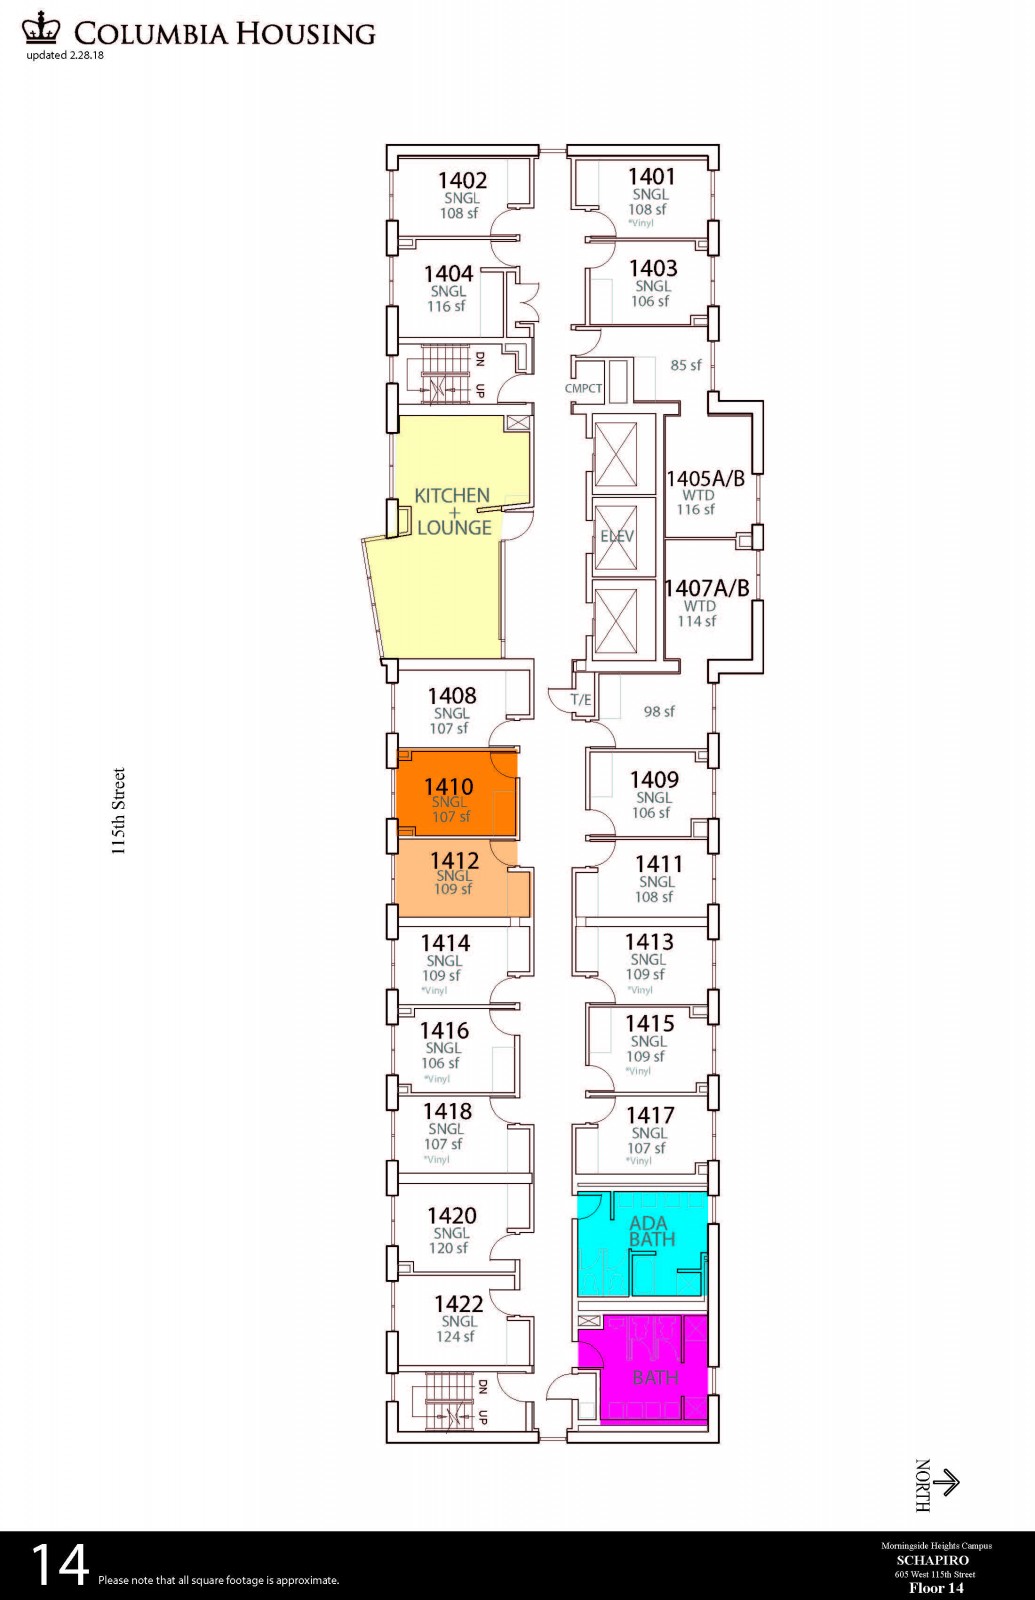 COLUMBIA HOUSING
updated 2.28.18
1402
SNGL
108 sf
1401
SNGL
108 sf
*Vinyl
1404
SNGL
116 sf
1403
SNGL
106 sf
DN
UP
CMPCT
85 sf
KITCHEN
+
LOUNGE
ELEV
1405A/B
WTD
116 sf
1407A/B
WTD
114 sf
1408
SNGL
107 sf
T/E
98 sf
1410
SNGL
107 sf
1409
SNGL
106 sf
1412
SNGL
109 sf
1411
SNGL
108 sf
1414
SNGL
109 sf
*Vinyl
1413
SNGL
109 sf
*Vinyl
1416
SNGL
106 sf
*Vinyl
1415
SNGL
109 sf
*Vinyl
1418
SNGL
107 sf
*Vinyl
1417
SNGL
107 sf
*Vinyl
1420
SNGL
120 sf
ADA
BATH
1422
SNGL
124 sf
BATH
DN
UP
115th Street
NORTH
14
Please note that all square footage is approximate.
Morningside Heights Campus
SCHAPIRO
605 West 115th Street
Floor 14